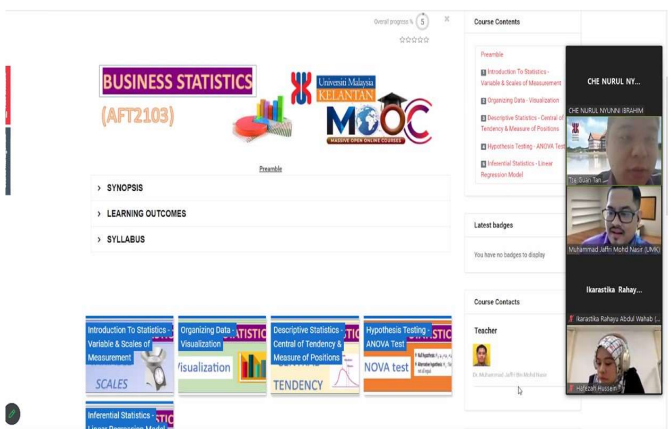 Overall progress %
5
BUSINESS STATISTICS
(AFT2103)
Universiti Malaysia
KELANTAN
MOOC
MASSIVE OPEN ONLINE COURSES
Preamble
> SYNOPSIS
> LEARNING OUTCOMES
> SYLLABUS
Introduction To Statistics -
Variable & Scales of
Measurement
SCALES
Organizing Data -
Visualization
Visualization
Descriptive Statistics -
Central of Tendency &
Measure of Positions
TENDENCY
Hypothesis Testing -
ANOVA Test
NOVA test
Inferential Statistics -
Linear Regression Model
Course Contents
Preamble
1 Introduction To Statistics -
Variable & Scales of Measurement
2 Organizing Data - Visualization
3 Descriptive Statistics - Central of
Tendency & Measure of Positions
4 Hypothesis Testing - ANOVA Test
5 Inferential Statistics - Linear
Regression Model
Latest badges
You have no badges to display
Course Contacts
Teacher
CHE NURUL NY...
CHE NURUL NYUNNI IBRAHIM
Muhammad Jaffri Mohd Nasir (UMK)
Ikarastika Rahay...
Ikarastika Rahayu Abdul Wahab (...
Hafezah Hussein